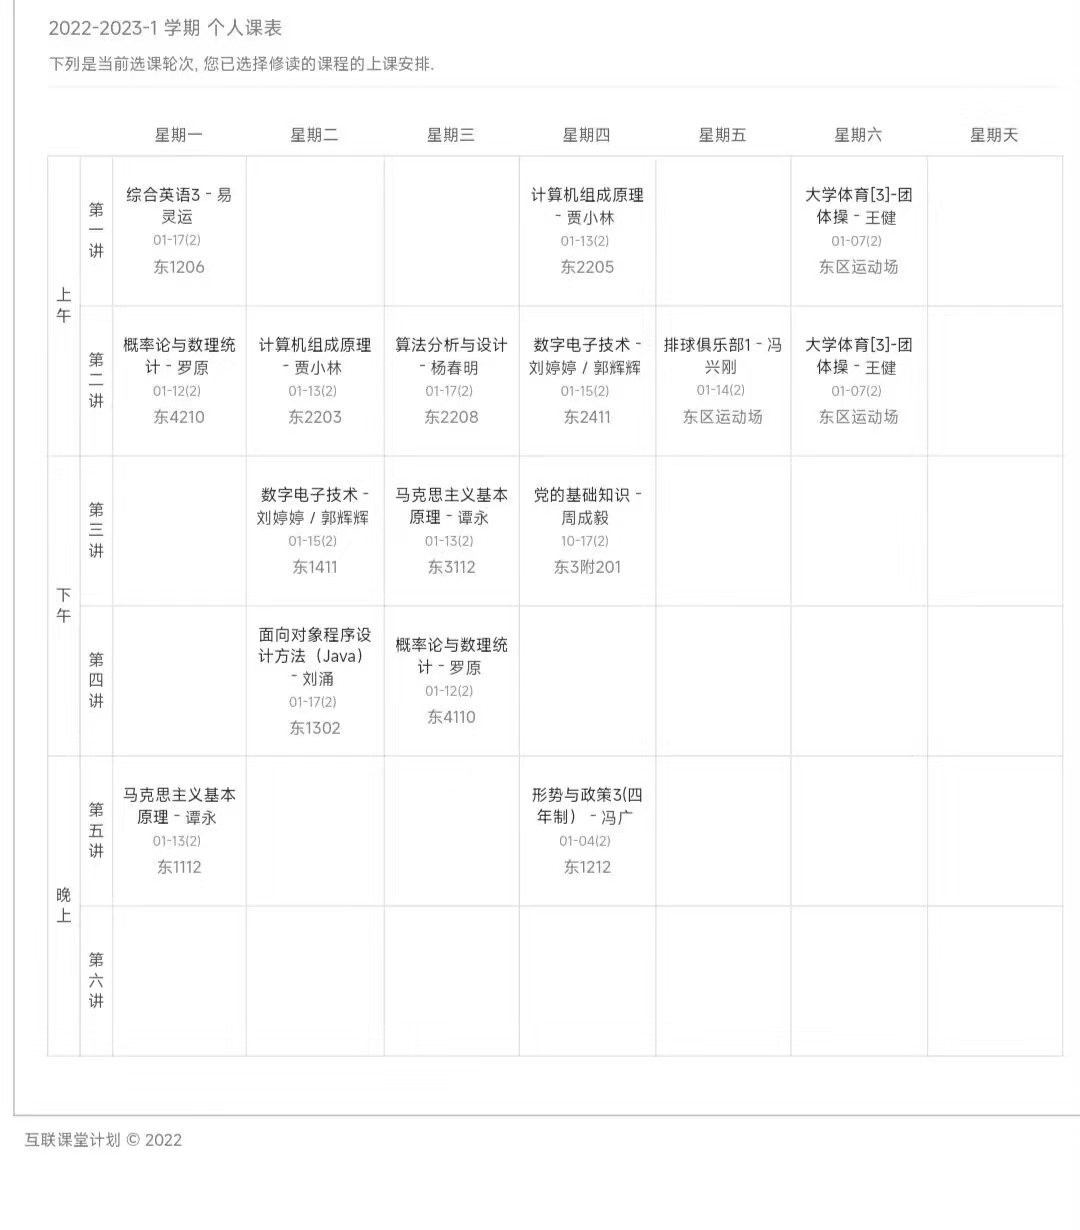 2022-2023-1 学期 个人课表
下列是当前选课轮次, 您已选择修读的课程的上课安排.
星期一 星期二 星期三 星期四 星期五 星期六 星期天
上午
第一讲
综合英语3 - 易
灵运
01-17(2)
东1206
计算机组成原理
- 贾小林
01-13(2)
东2205
大学体育[3]-团
体操 - 王健
01-07(2)
东区运动场
第二讲
概率论与数理统
计 - 罗原
01-12(2)
东4210
计算机组成原理
- 贾小林
01-13(2)
东2203
算法分析与设计
- 杨春明
01-17(2)
东2208
数字电子技术 -
刘婷婷 / 郭辉辉
01-15(2)
东2411
排球俱乐部1 - 冯
兴刚
01-14(2)
东区运动场
大学体育[3]-团
体操 - 王健
01-07(2)
东区运动场
下午
第三讲
数字电子技术 -
刘婷婷 / 郭辉辉
01-15(2)
东1411
马克思主义基本
原理 - 谭永
01-13(2)
东3112
党的基础知识 -
周成毅
10-17(2)
东3附201
第四讲
面向对象程序设
计方法（Java）
- 刘涌
01-17(2)
东1302
概率论与数理统
计 - 罗原
01-12(2)
东4110
晚上
第五讲
马克思主义基本
原理 - 谭永
01-13(2)
东1112
形势与政策3(四
年制） - 冯广
01-04(2)
东1212
第六讲
互联课堂计划 © 2022